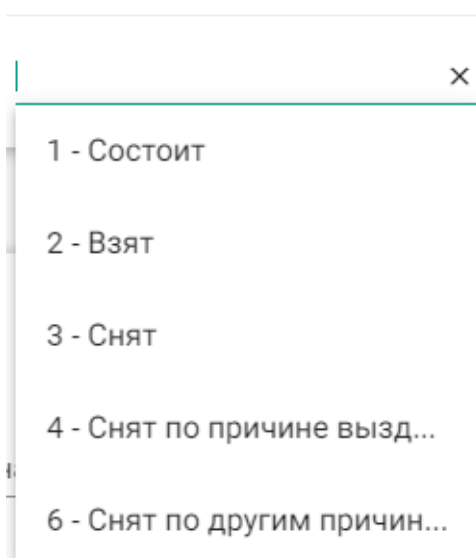 1 - Состоит
2 - Взят
3 - Снят
4 - Снят по причине вызд...
6 - Снят по другим причин...